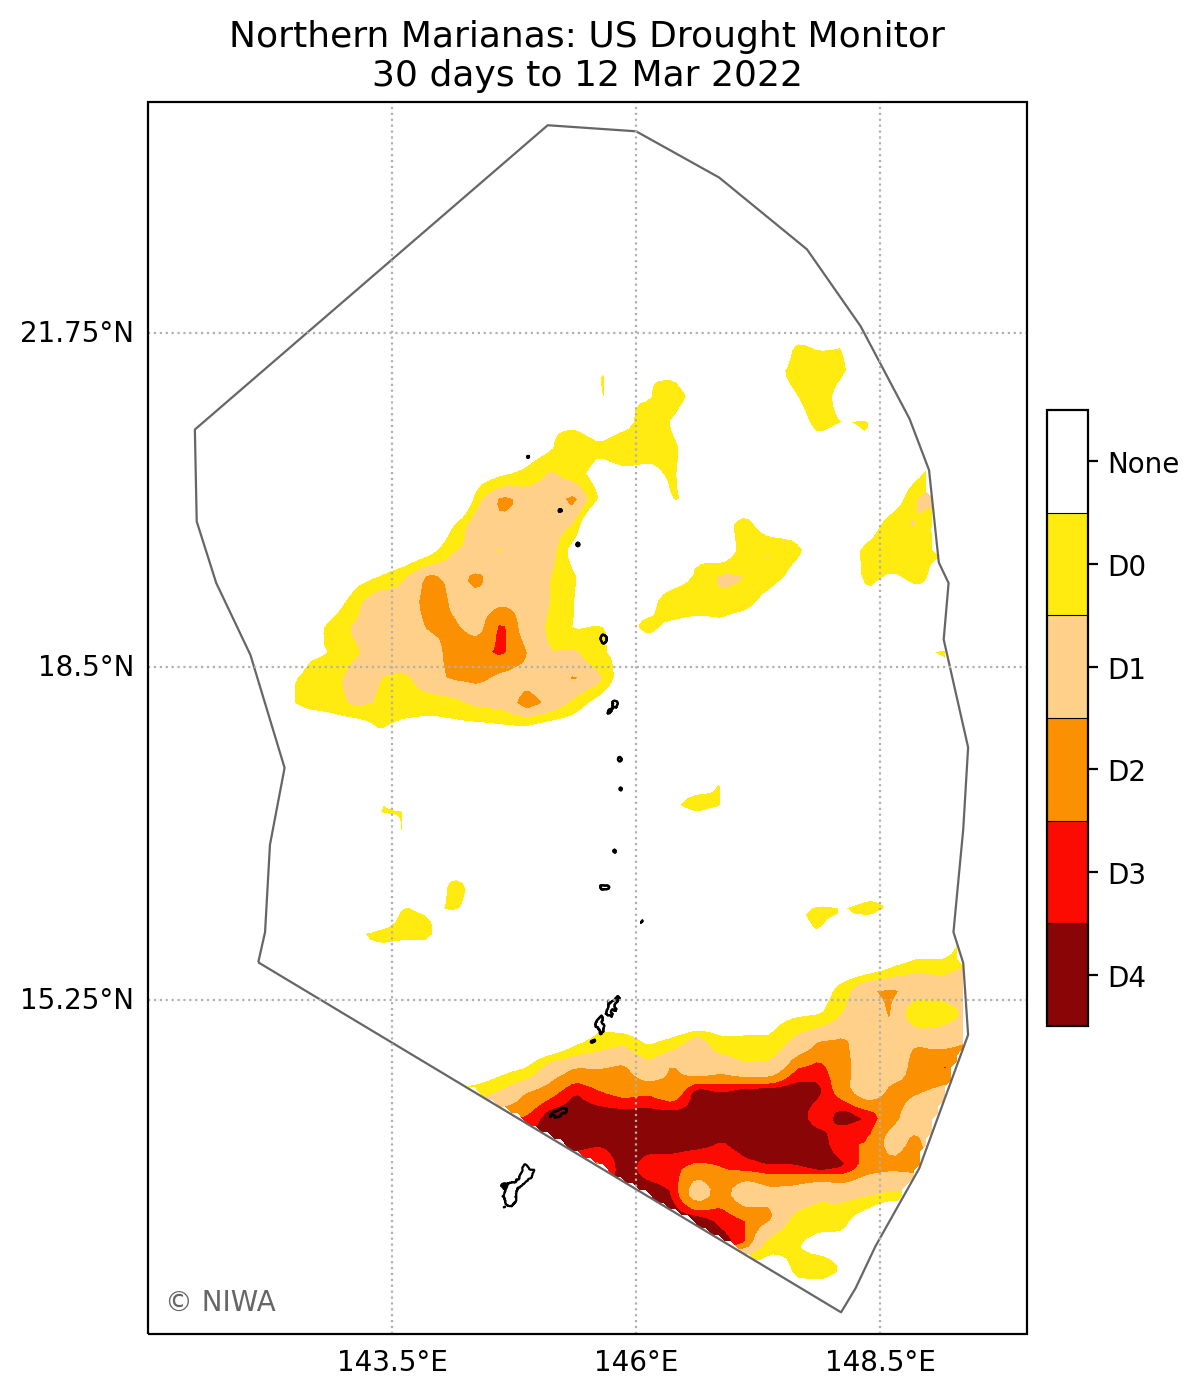 Northern Marianas: US Drought Monitor
30 days to 12 Mar 2022
21.75°N
18.5°N
15.25°N
143.5°E
146°E
148.5°E
None
D0
D1
D2
D3
D4
© NIWA